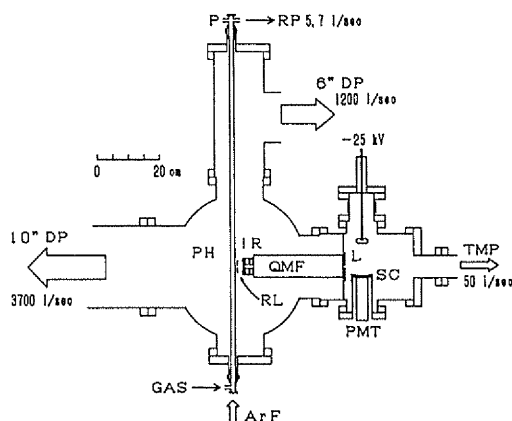 P → RP 5,7 l/sec
6" DP
1200 l/sec
-25 kV
0 20 cm
10" DP
3700 l/sec
PH
IR
QMF
RL
L
SC
PMT
TMP
50 l/sec
GAS →
ArF